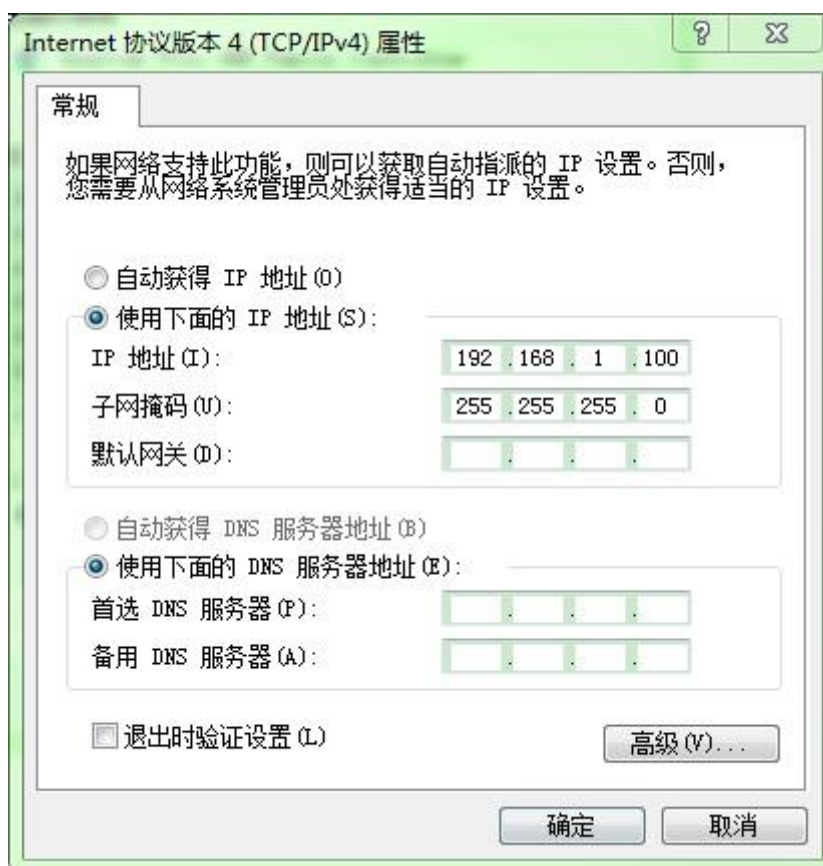 Internet 协议版本 4 (TCP/IPv4) 属性
常规
如果网络支持此功能，则可以获取自动指派的 IP 设置。否则，
您需要从网络系统管理员处获得适当的 IP 设置。
自动获得 IP 地址(O)
使用下面的 IP 地址(S):
IP 地址(I): 192 .168 . 1 .100
子网掩码(U): 255 .255 .255 . 0
默认网关(D): . . .
自动获得 DNS 服务器地址(B)
使用下面的 DNS 服务器地址(E):
首选 DNS 服务器(P): . . .
备用 DNS 服务器(A): . . .
退出时验证设置(L)
高级(V)...
确定 取消